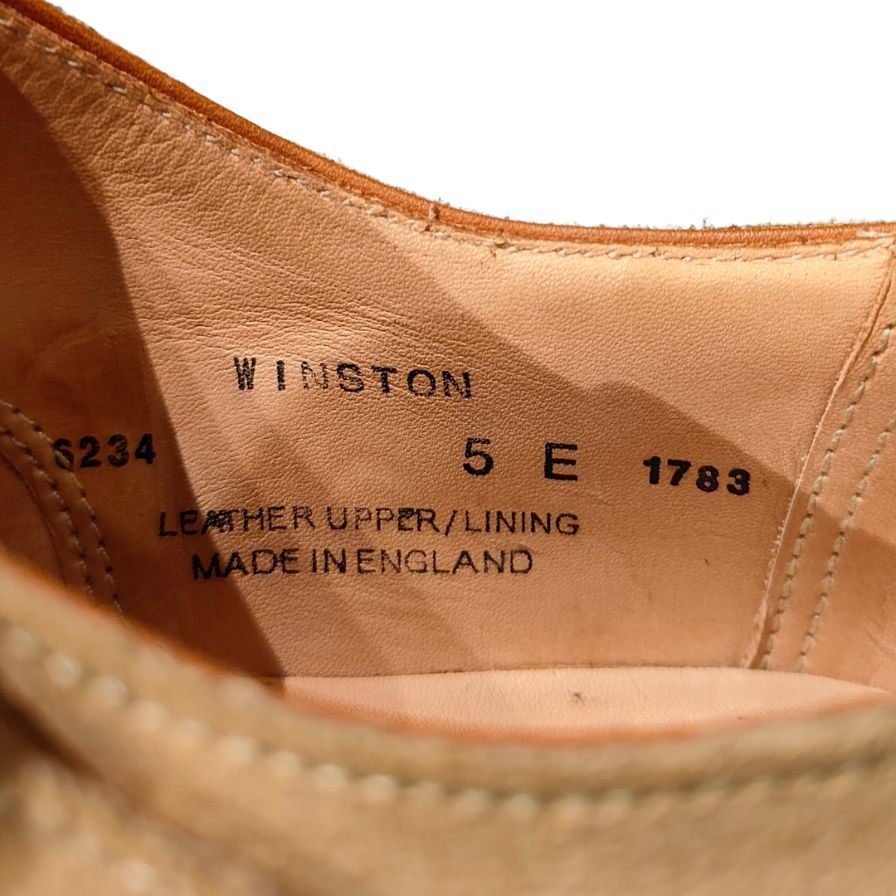 WINSTON
6234 5 E 1783
LEATHER UPPER/LINING
MADE IN ENGLAND